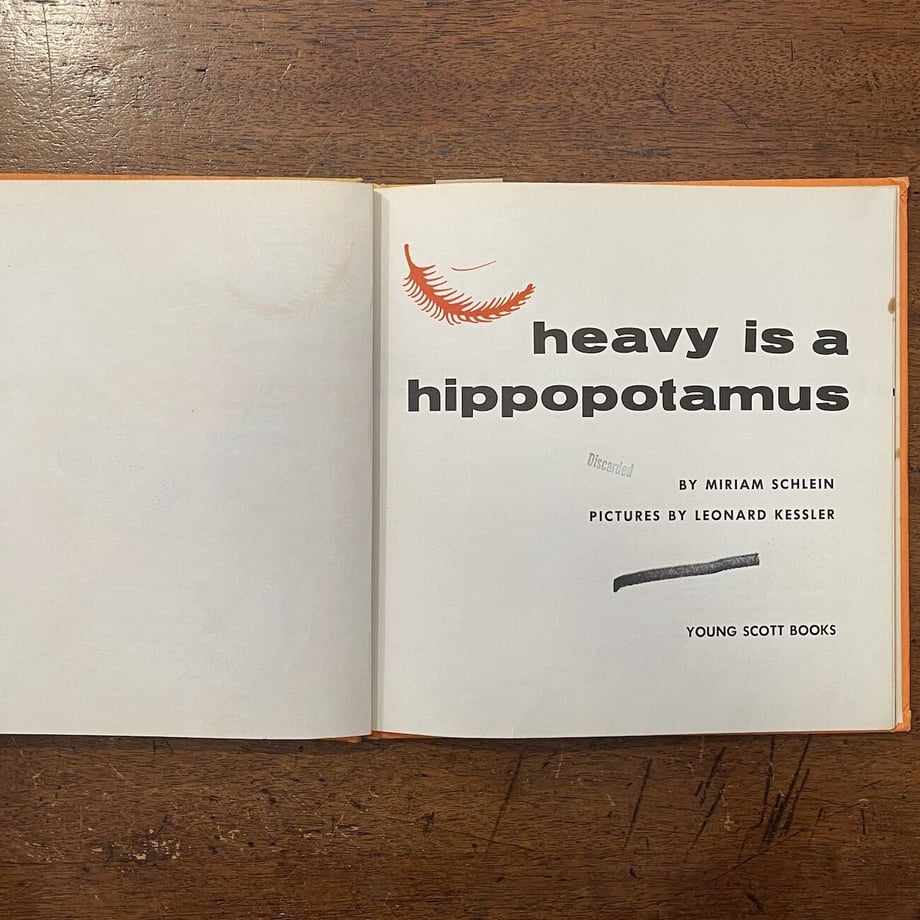 heavy is a
hippopotamus
Discarded
BY MIRIAM SCHLEIN
PICTURES BY LEONARD KESSLER
YOUNG SCOTT BOOKS